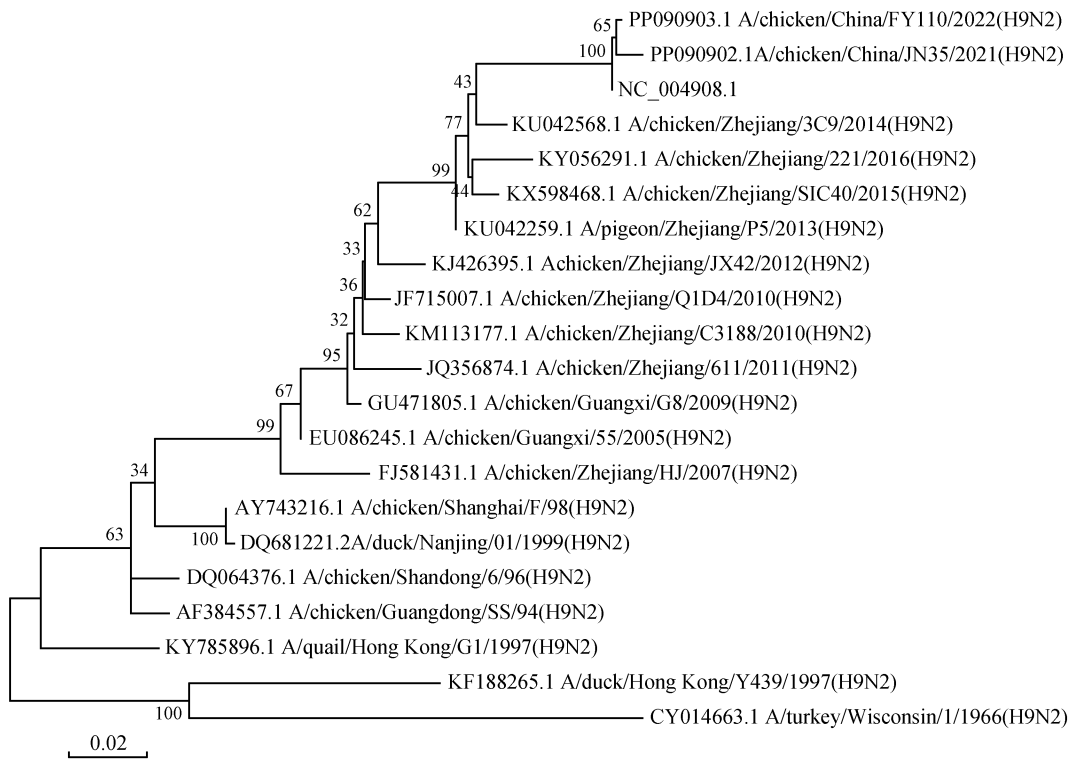 65
PP090903.1 A/chicken/China/FY110/2022(H9N2)
100
PP090902.1A/chicken/China/JN35/2021(H9N2)
NC_004908.1
43
KU042568.1 A/chicken/Zhejiang/3C9/2014(H9N2)
77
KY056291.1 A/chicken/Zhejiang/221/2016(H9N2)
99
44
KX598468.1 A/chicken/Zhejiang/SIC40/2015(H9N2)
62
KU042259.1 A/pigeon/Zhejiang/P5/2013(H9N2)
33
KJ426395.1 Achicken/Zhejiang/JX42/2012(H9N2)
36
JF715007.1 A/chicken/Zhejiang/Q1D4/2010(H9N2)
32
KM113177.1 A/chicken/Zhejiang/C3188/2010(H9N2)
95
JQ356874.1 A/chicken/Zhejiang/611/2011(H9N2)
67
GU471805.1 A/chicken/Guangxi/G8/2009(H9N2)
99
EU086245.1 A/chicken/Guangxi/55/2005(H9N2)
34
FJ581431.1 A/chicken/Zhejiang/HJ/2007(H9N2)
AY743216.1 A/chicken/Shanghai/F/98(H9N2)
63
100
DQ681221.2A/duck/Nanjing/01/1999(H9N2)
DQ064376.1 A/chicken/Shandong/6/96(H9N2)
AF384557.1 A/chicken/Guangdong/SS/94(H9N2)
KY785896.1 A/quail/Hong Kong/G1/1997(H9N2)
KF188265.1 A/duck/Hong Kong/Y439/1997(H9N2)
100
CY014663.1 A/turkey/Wisconsin/1/1966(H9N2)
0.02